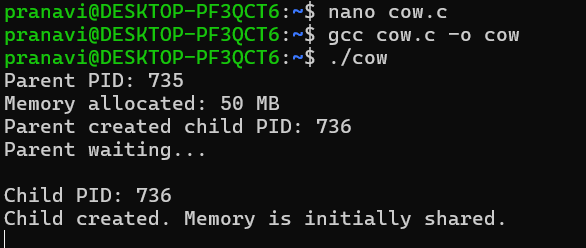 pranavi@DESKTOP-PF3QCT6:~$ nano cow.c
pranavi@DESKTOP-PF3QCT6:~$ gcc cow.c -o cow
pranavi@DESKTOP-PF3QCT6:~$ ./cow
Parent PID: 735
Memory allocated: 50 MB
Parent created child PID: 736
Parent waiting...
Child PID: 736
Child created. Memory is initially shared.